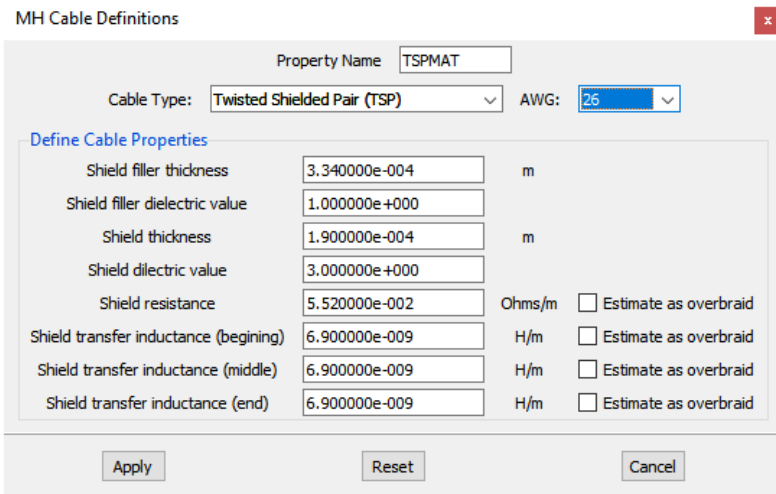 MH Cable Definitions x
Property Name TSPMAT
Cable Type: Twisted Shielded Pair (TSP) AWG: 26
Define Cable Properties
Shield filler thickness 3.340000e-004 m
Shield filler dielectric value 1.000000e+000
Shield thickness 1.900000e-004 m
Shield dilectric value 3.000000e+000
Shield resistance 5.520000e-002 Ohms/m Estimate as overbraid
Shield transfer inductance (begining) 6.900000e-009 H/m Estimate as overbraid
Shield transfer inductance (middle) 6.900000e-009 H/m Estimate as overbraid
Shield transfer inductance (end) 6.900000e-009 H/m Estimate as overbraid
Apply Reset Cancel